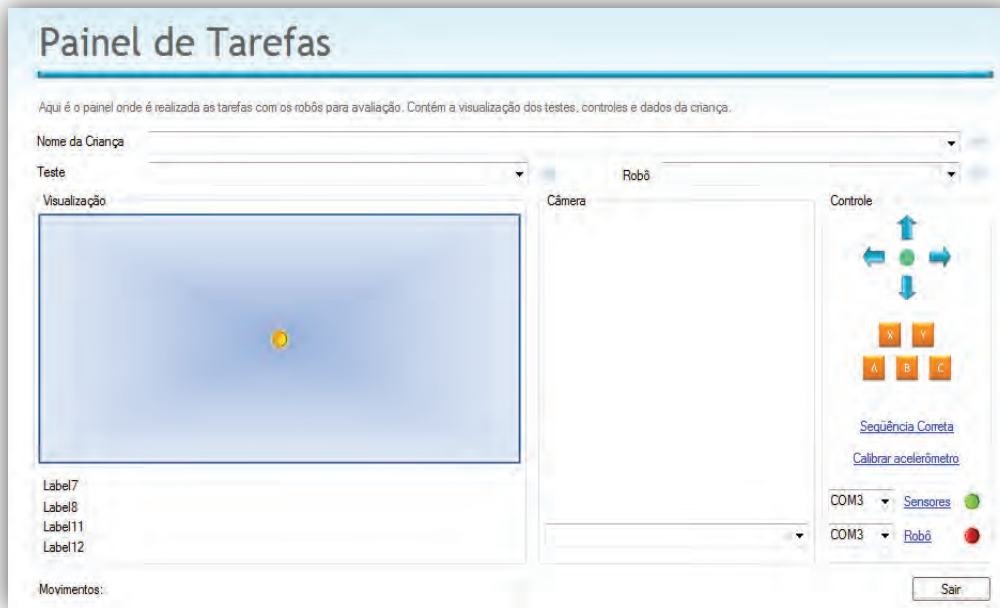 Painel de Tarefas
Aqui é o painel onde é realizada as tarefas com os robôs para avaliação. Contém a visualização dos testes, controles e dados da criança.
Nome da Criança
Teste Robô
Visualização Câmera Controle
X Y
A B C
Seqüência Correta
Calibrar acelerômetro
Label7
Label8
Label11
Label12
COM3 Sensores
COM3 Robô
Movimentos: Sair